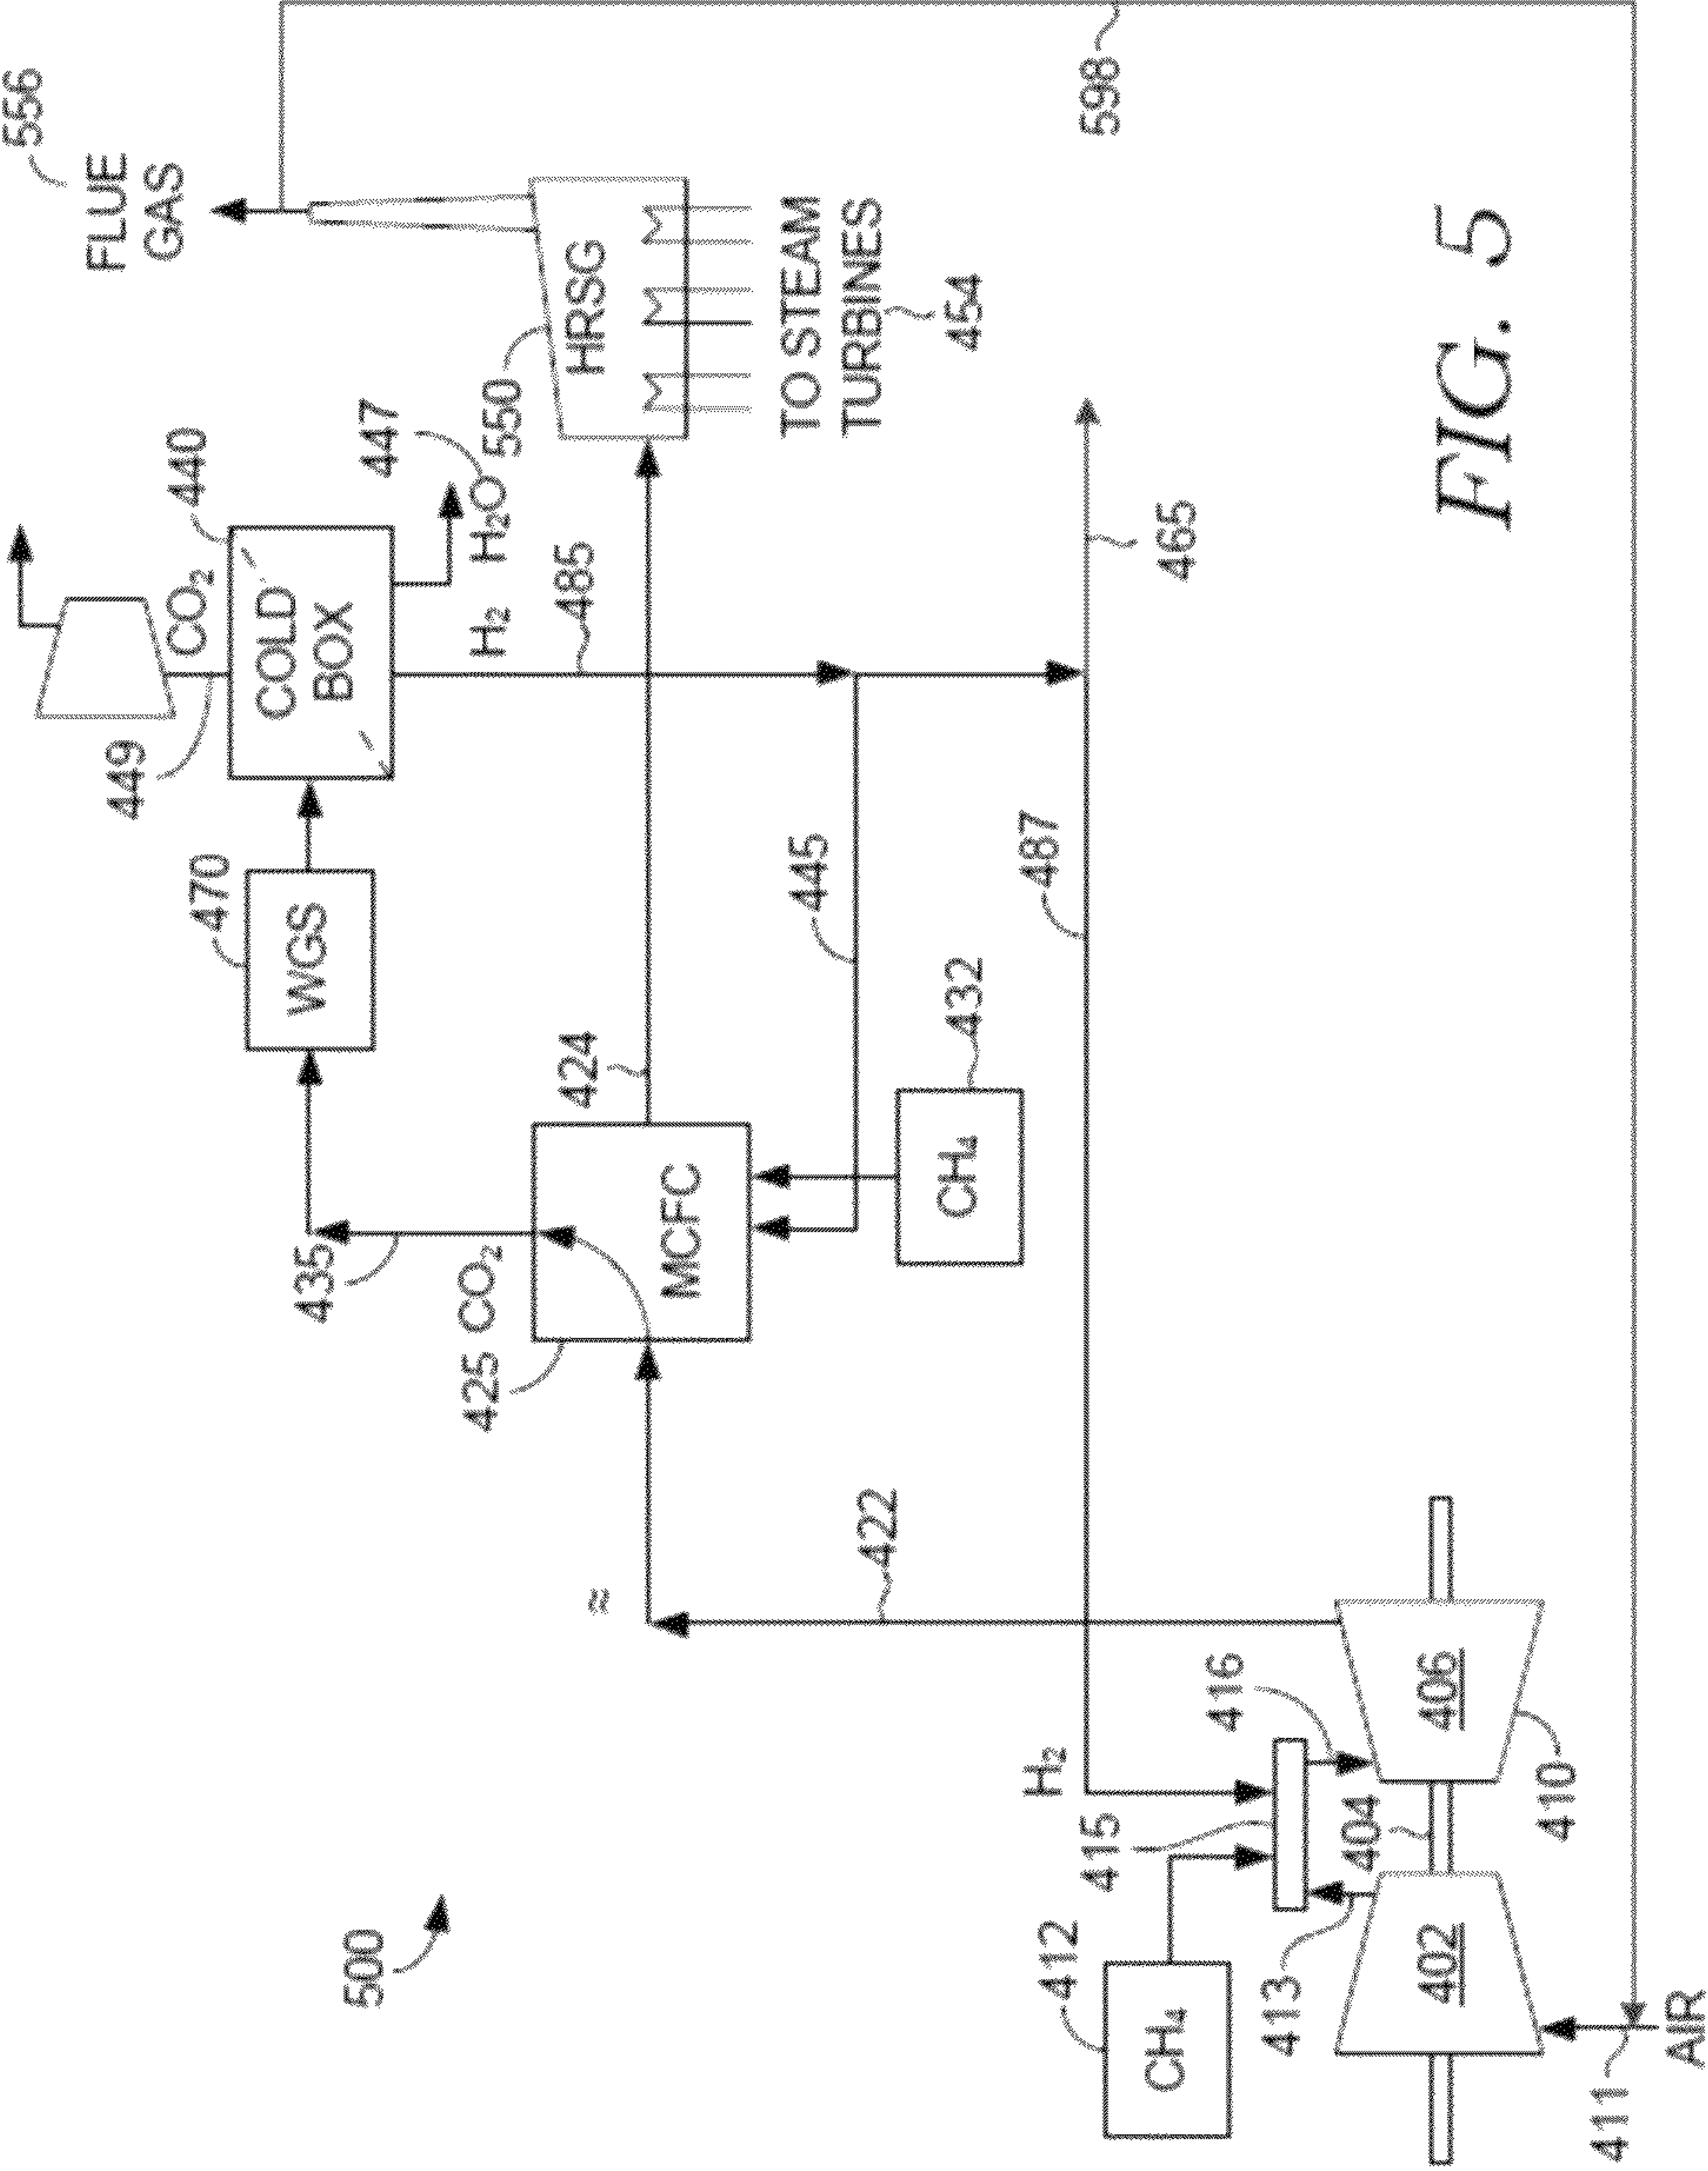 500
≈
422
425 CO₂
435
MCFC
424
CH₄
432
470
WGS
445
487
449
CO₂
440
COLD
BOX
447
H₂ H₂O
485
465
550
HRSG
TO STEAM
TURBINES
454
556
FLUE
GAS
598
412
CH₄
413
415
H₂
416
404
402
406
410
411
AIR
FIG. 5